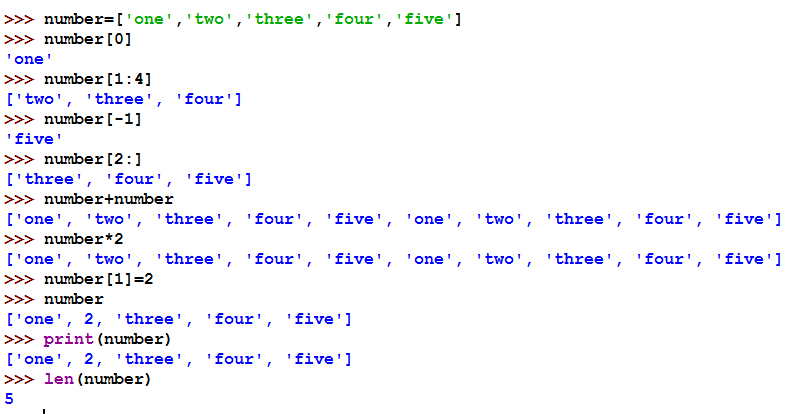 >>> number=['one','two','three','four','five']
>>> number[0]
'one'
>>> number[1:4]
['two', 'three', 'four']
>>> number[-1]
'five'
>>> number[2:]
['three', 'four', 'five']
>>> number+number
['one', 'two', 'three', 'four', 'five', 'one', 'two', 'three', 'four', 'five']
>>> number*2
['one', 'two', 'three', 'four', 'five', 'one', 'two', 'three', 'four', 'five']
>>> number[1]=2
>>> number
['one', 2, 'three', 'four', 'five']
>>> print(number)
['one', 2, 'three', 'four', 'five']
>>> len(number)
5